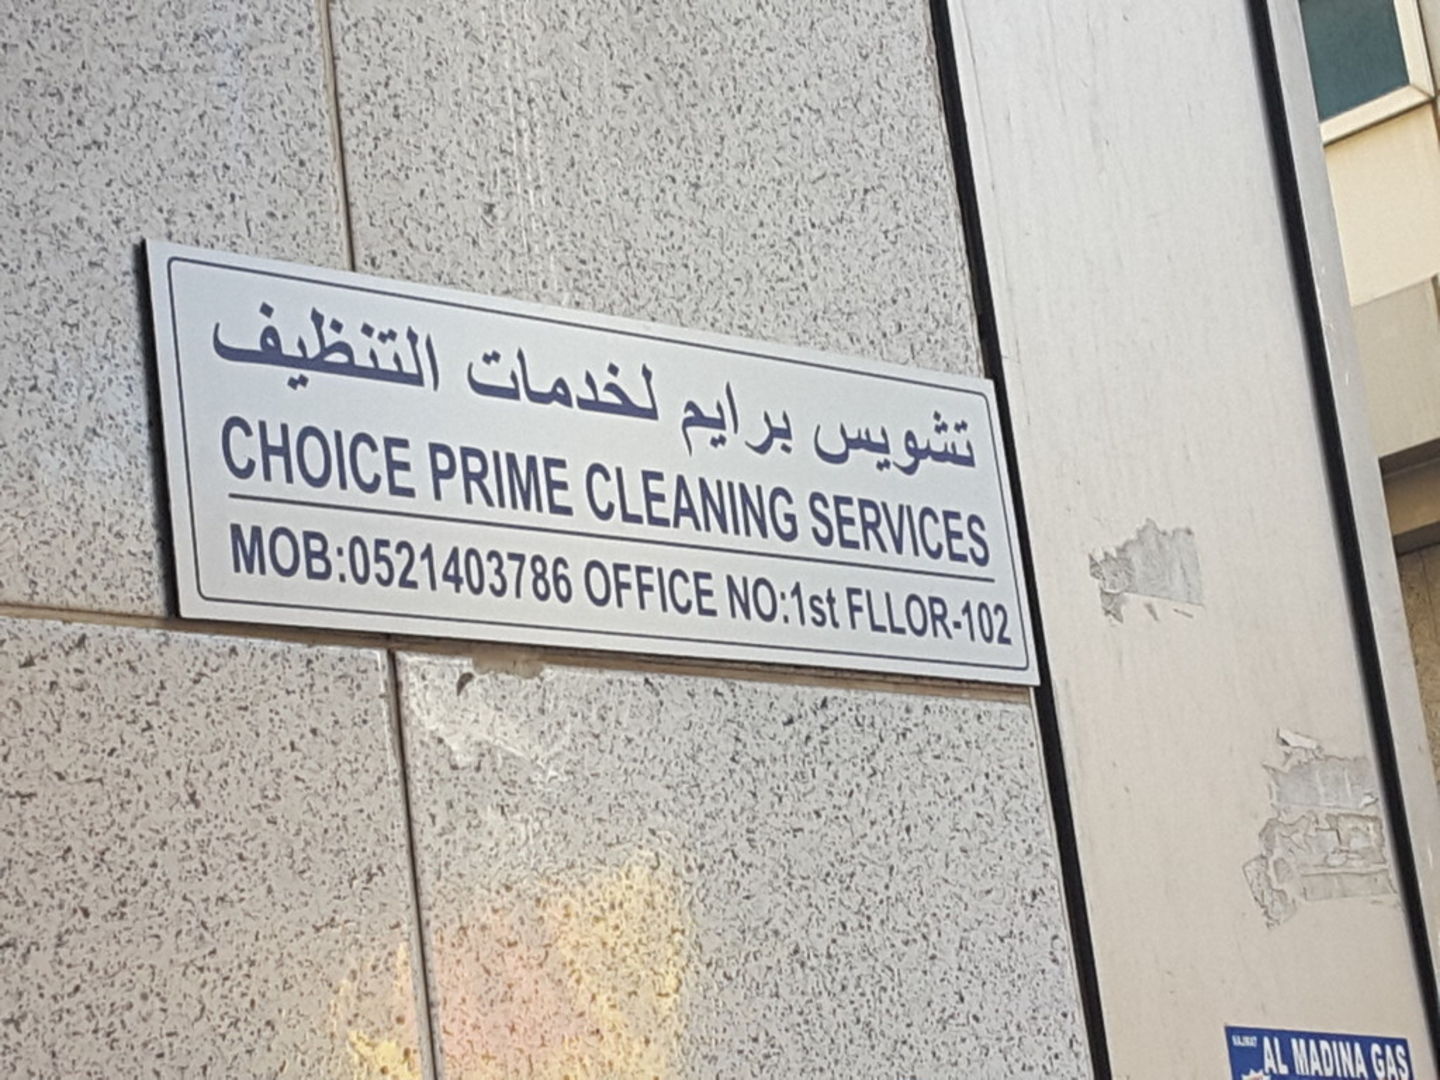 تشويس برايم لخدمات التنظيف
CHOICE PRIME CLEANING SERVICES
MOB:0521403786 OFFICE NO:1st FLLOR-102
AL MADINA GAS